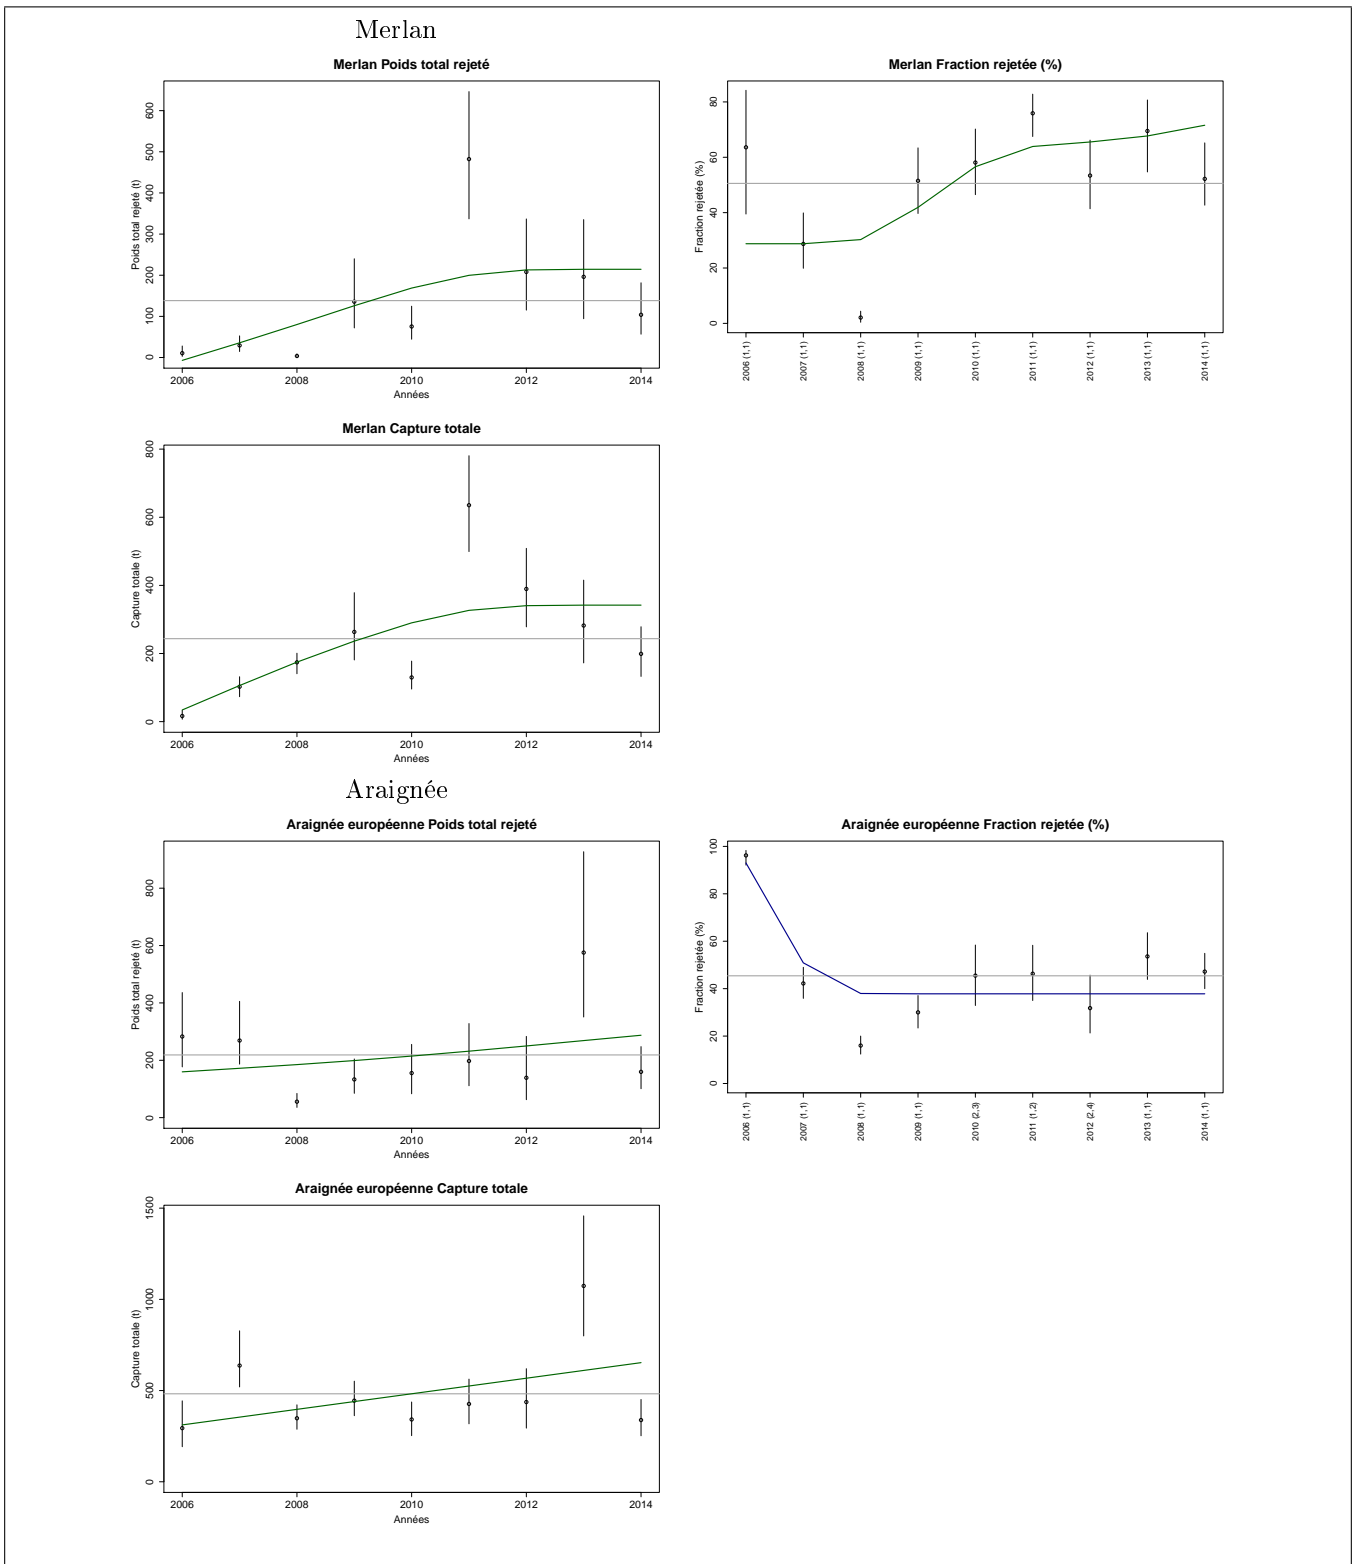 Merlan
Merlan Poids total rejeté
Poids total rejeté (t)
600
500
400
300
200
100
0
2006 2008 2010 2012 2014
Années
Merlan Fraction rejetée (%)
Fraction rejetée (%)
80
60
40
20
0
2006 (1,1)
2007 (1,1)
2008 (1,1)
2009 (1,1)
2010 (1,1)
2011 (1,1)
2012 (1,1)
2013 (1,1)
2014 (1,1)
Merlan Capture totale
Capture totale (t)
800
600
400
200
0
2006 2008 2010 2012 2014
Années
Araignée
Araignée européenne Poids total rejeté
Poids total rejeté (t)
800
600
400
200
0
2006 2008 2010 2012 2014
Années
Araignée européenne Fraction rejetée (%)
Fraction rejetée (%)
100
80
60
40
20
0
2006 (1,1)
2007 (1,1)
2008 (1,1)
2009 (1,1)
2010 (2,3)
2011 (1,2)
2012 (2,4)
2013 (1,1)
2014 (1,1)
Araignée européenne Capture totale
Capture totale (t)
1500
1000
500
0
2006 2008 2010 2012 2014
Années